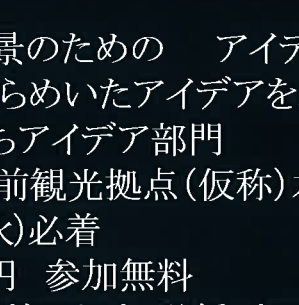 景のための　アイデ
らめいたアイデアを
ちアイデア部門
前観光拠点(仮称)
火)必着
円　参加無料